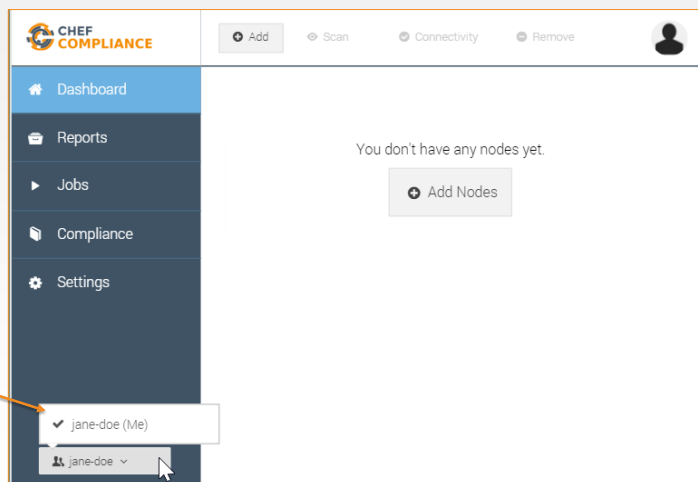 CHEF
COMPLIANCE
Add Scan Connectivity Remove
Dashboard
Reports
Jobs
Compliance
Settings
You don't have any nodes yet.
Add Nodes
jane-doe (Me)
jane-doe